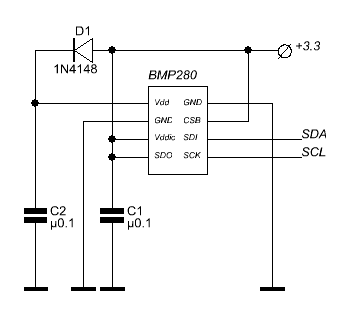 D1
+3.3
1N4148
BMP280
Vdd GND
GND CSB
Vddic SDI SDA
SDO SCK SCL
C2 C1
µ0.1 µ0.1